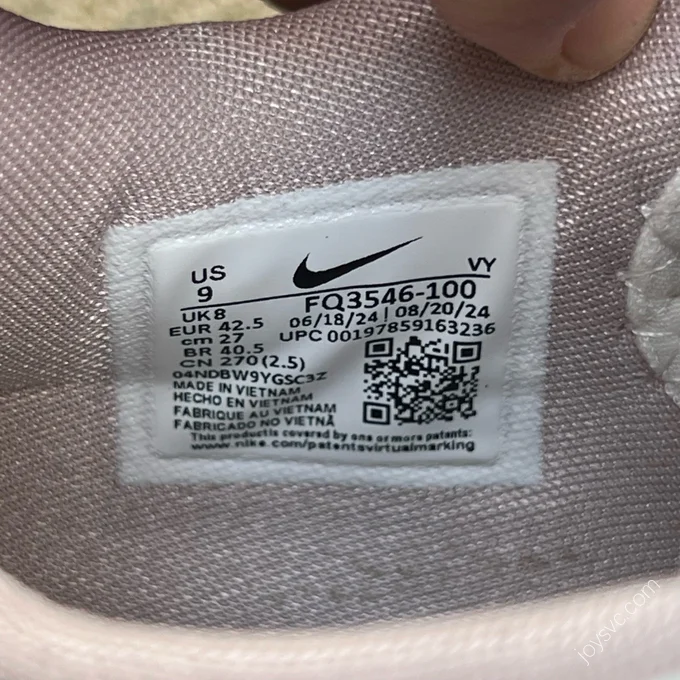 US
9
VY
FQ3546-100
UK8
06/18/24 | 08/20/24
EUR 42.5
UPC 00197859163236
cm 27
BR 40.5
CN 270 (2.5)
04NDBW9YGSC3Z
MADE IN VIETNAM
HECHO EN VIETNAM
FABRIQUE AU VIETNAM
FABRICADO NO VIETNÃ
This product is covered by one or more patents:
www.nike.com/patentsvirtualmarking
joysvc.com